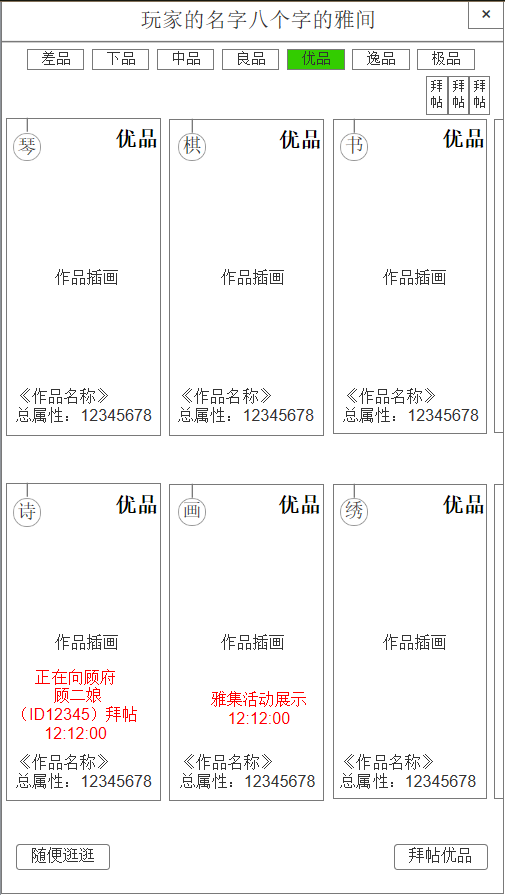 玩家的名字八个字的雅间
×
差品 下品 中品 良品 优品 逸品 极品
拜帖 拜帖 拜帖
琴 优品
作品插画
《作品名称》
总属性：12345678
棋 优品
作品插画
《作品名称》
总属性：12345678
书 优品
作品插画
《作品名称》
总属性：12345678
诗 优品
作品插画
正在向顾府
顾二娘
（ID12345）拜帖
12:12:00
《作品名称》
总属性：12345678
画 优品
作品插画
雅集活动展示
12:12:00
《作品名称》
总属性：12345678
绣 优品
作品插画
《作品名称》
总属性：12345678
随便逛逛
拜帖优品